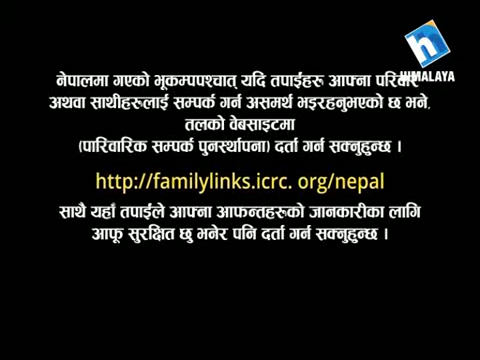 HIMALAYA
नेपालमा गएको भूकम्पपश्चात् यदि तपाईहरू आफ्ना परिवार
अथवा साथीहरूलाई सम्पर्क गर्न असमर्थ भइरहनुभएको छ भने,
तलको वेबसाइटमा
(पारिवारिक सम्पर्क पुनर्स्थापना) दर्ता गर्न सक्नुहुन्छ ।
http://familylinks.icrc. org/nepal
साथै यहाँ तपाईले आफ्ना आफन्तहरूको जानकारीका लागि
आफू सुरक्षित छु भनेर पनि दर्ता गर्न सक्नुहुन्छ ।